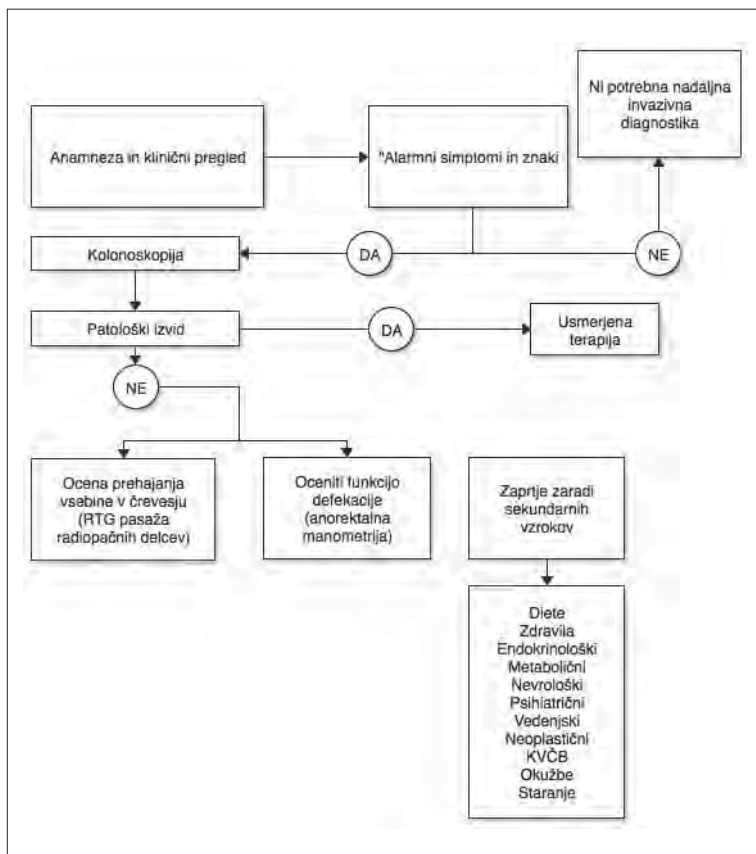 Ni potrebna nadaljna
invazivna
diagnostika
Anamneza in klinični pregled
"Alarmni simptomi in znaki
Kolonoskopija
DA
NE
Patološki izvid
DA
Usmerjena
terapija
NE
Ocena prehajanja
vsebine v črevesju
(RTG pasaža
radiopačnih delcev)
Oceniti funkcijo
defekacije
(anorektalna
manometrija)
Zaprtje zaradi
sekundarnih
vzrokov
Diete
Zdravila
Endokrinološki
Metabolični
Nevrološki
Psihiatrični
Vedenjski
Neoplastični
KVČB
Okužbe
Staranje